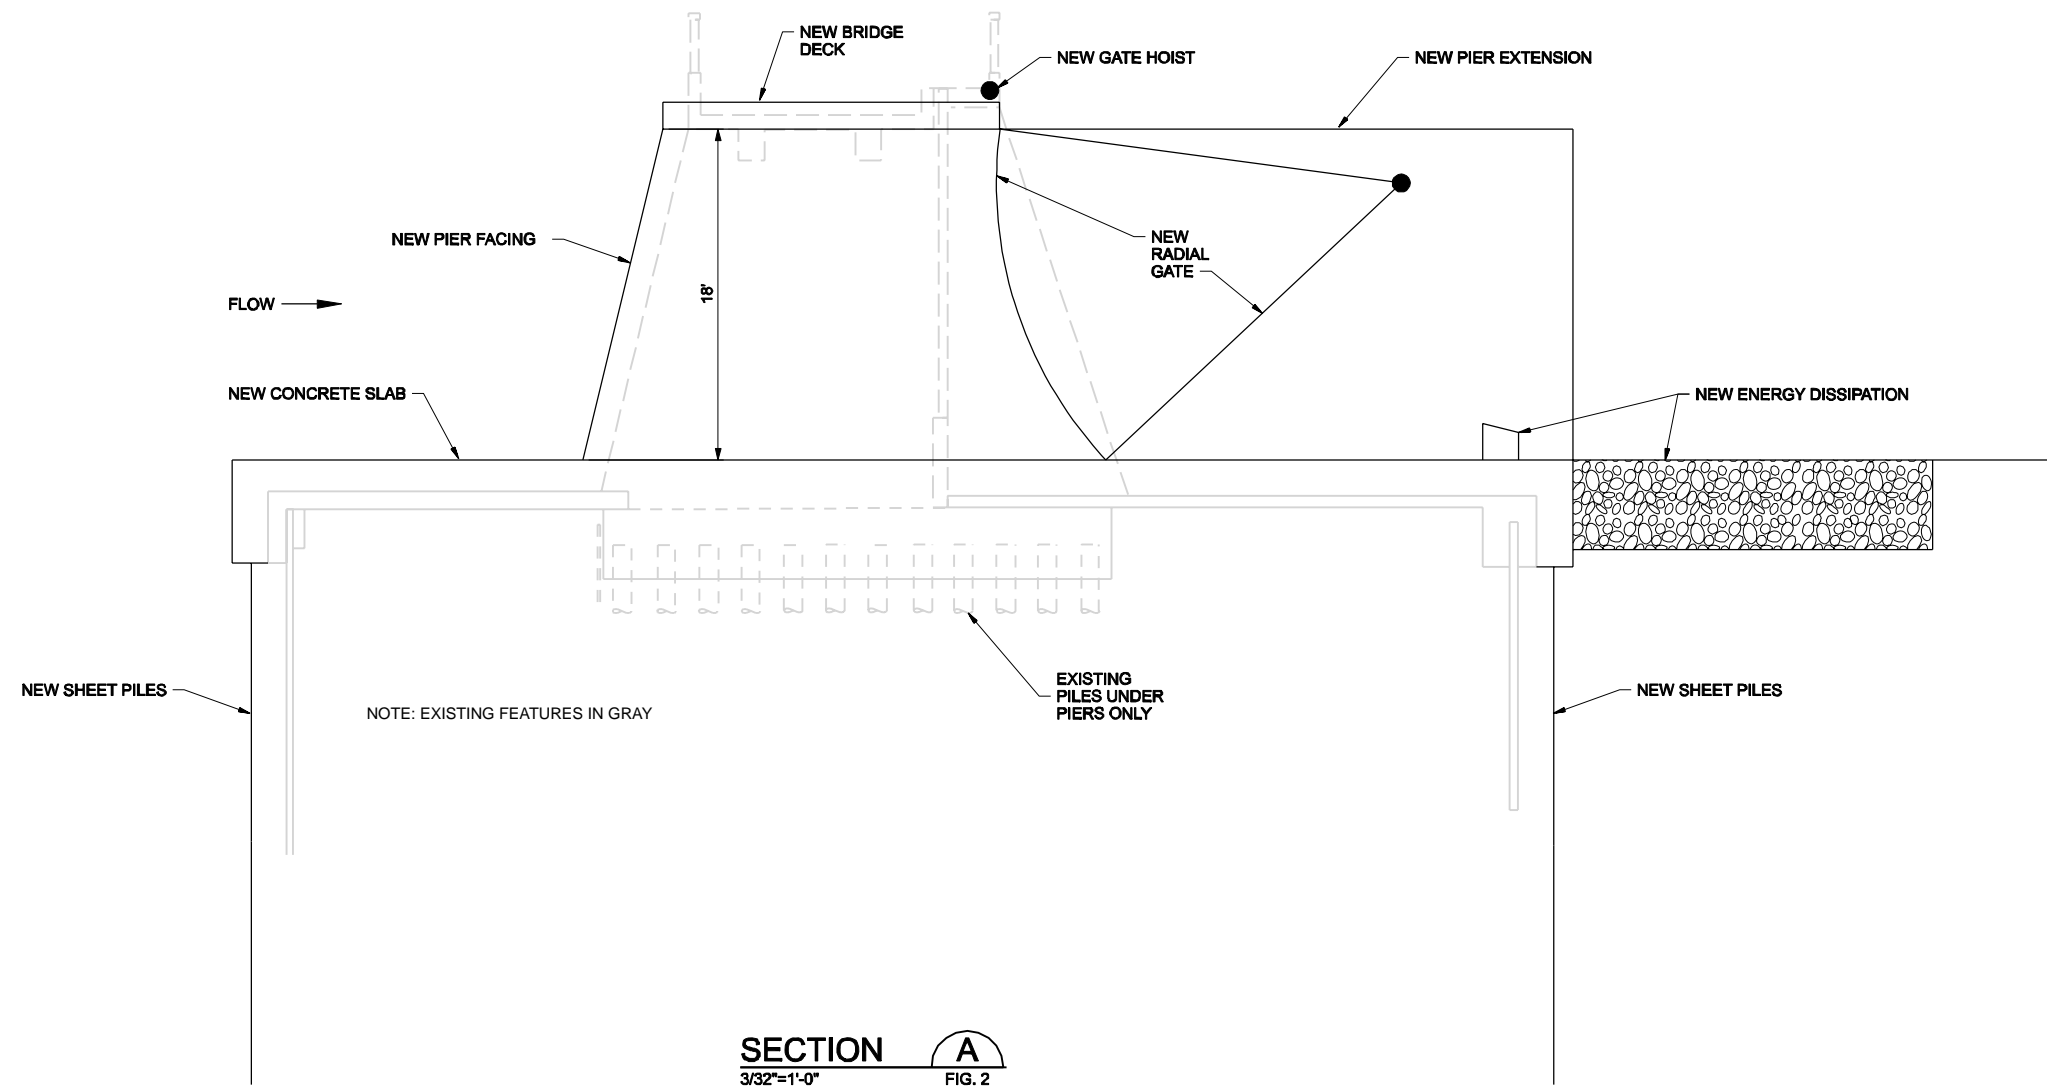 NEW BRIDGE
DECK
NEW GATE HOIST
NEW PIER EXTENSION
NEW PIER FACING
NEW
RADIAL
GATE
18'
FLOW
NEW CONCRETE SLAB
NEW ENERGY DISSIPATION
NEW SHEET PILES
NOTE: EXISTING FEATURES IN GRAY
EXISTING
PILES UNDER
PIERS ONLY
NEW SHEET PILES
SECTION A
3/32"=1'-0" FIG. 2